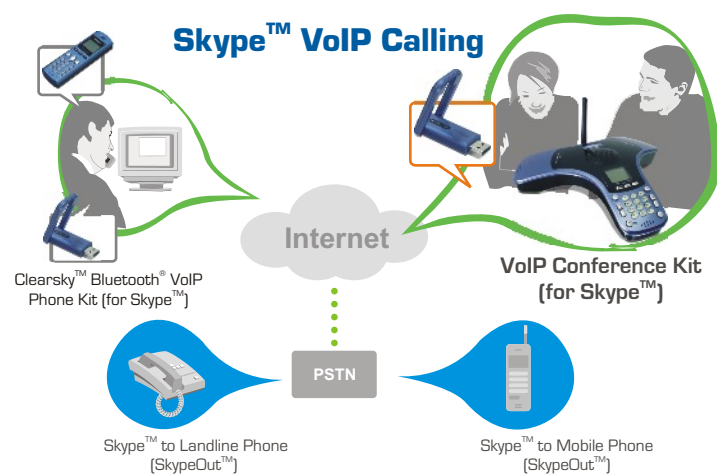 Skype™ VoIP Calling
Internet
Clearsky™ Bluetooth® VoIP
Phone Kit (for Skype™)
VoIP Conference Kit
(for Skype™)
PSTN
Skype™ to Landline Phone
(SkypeOut™)
Skype™ to Mobile Phone
(SkypeOut™)